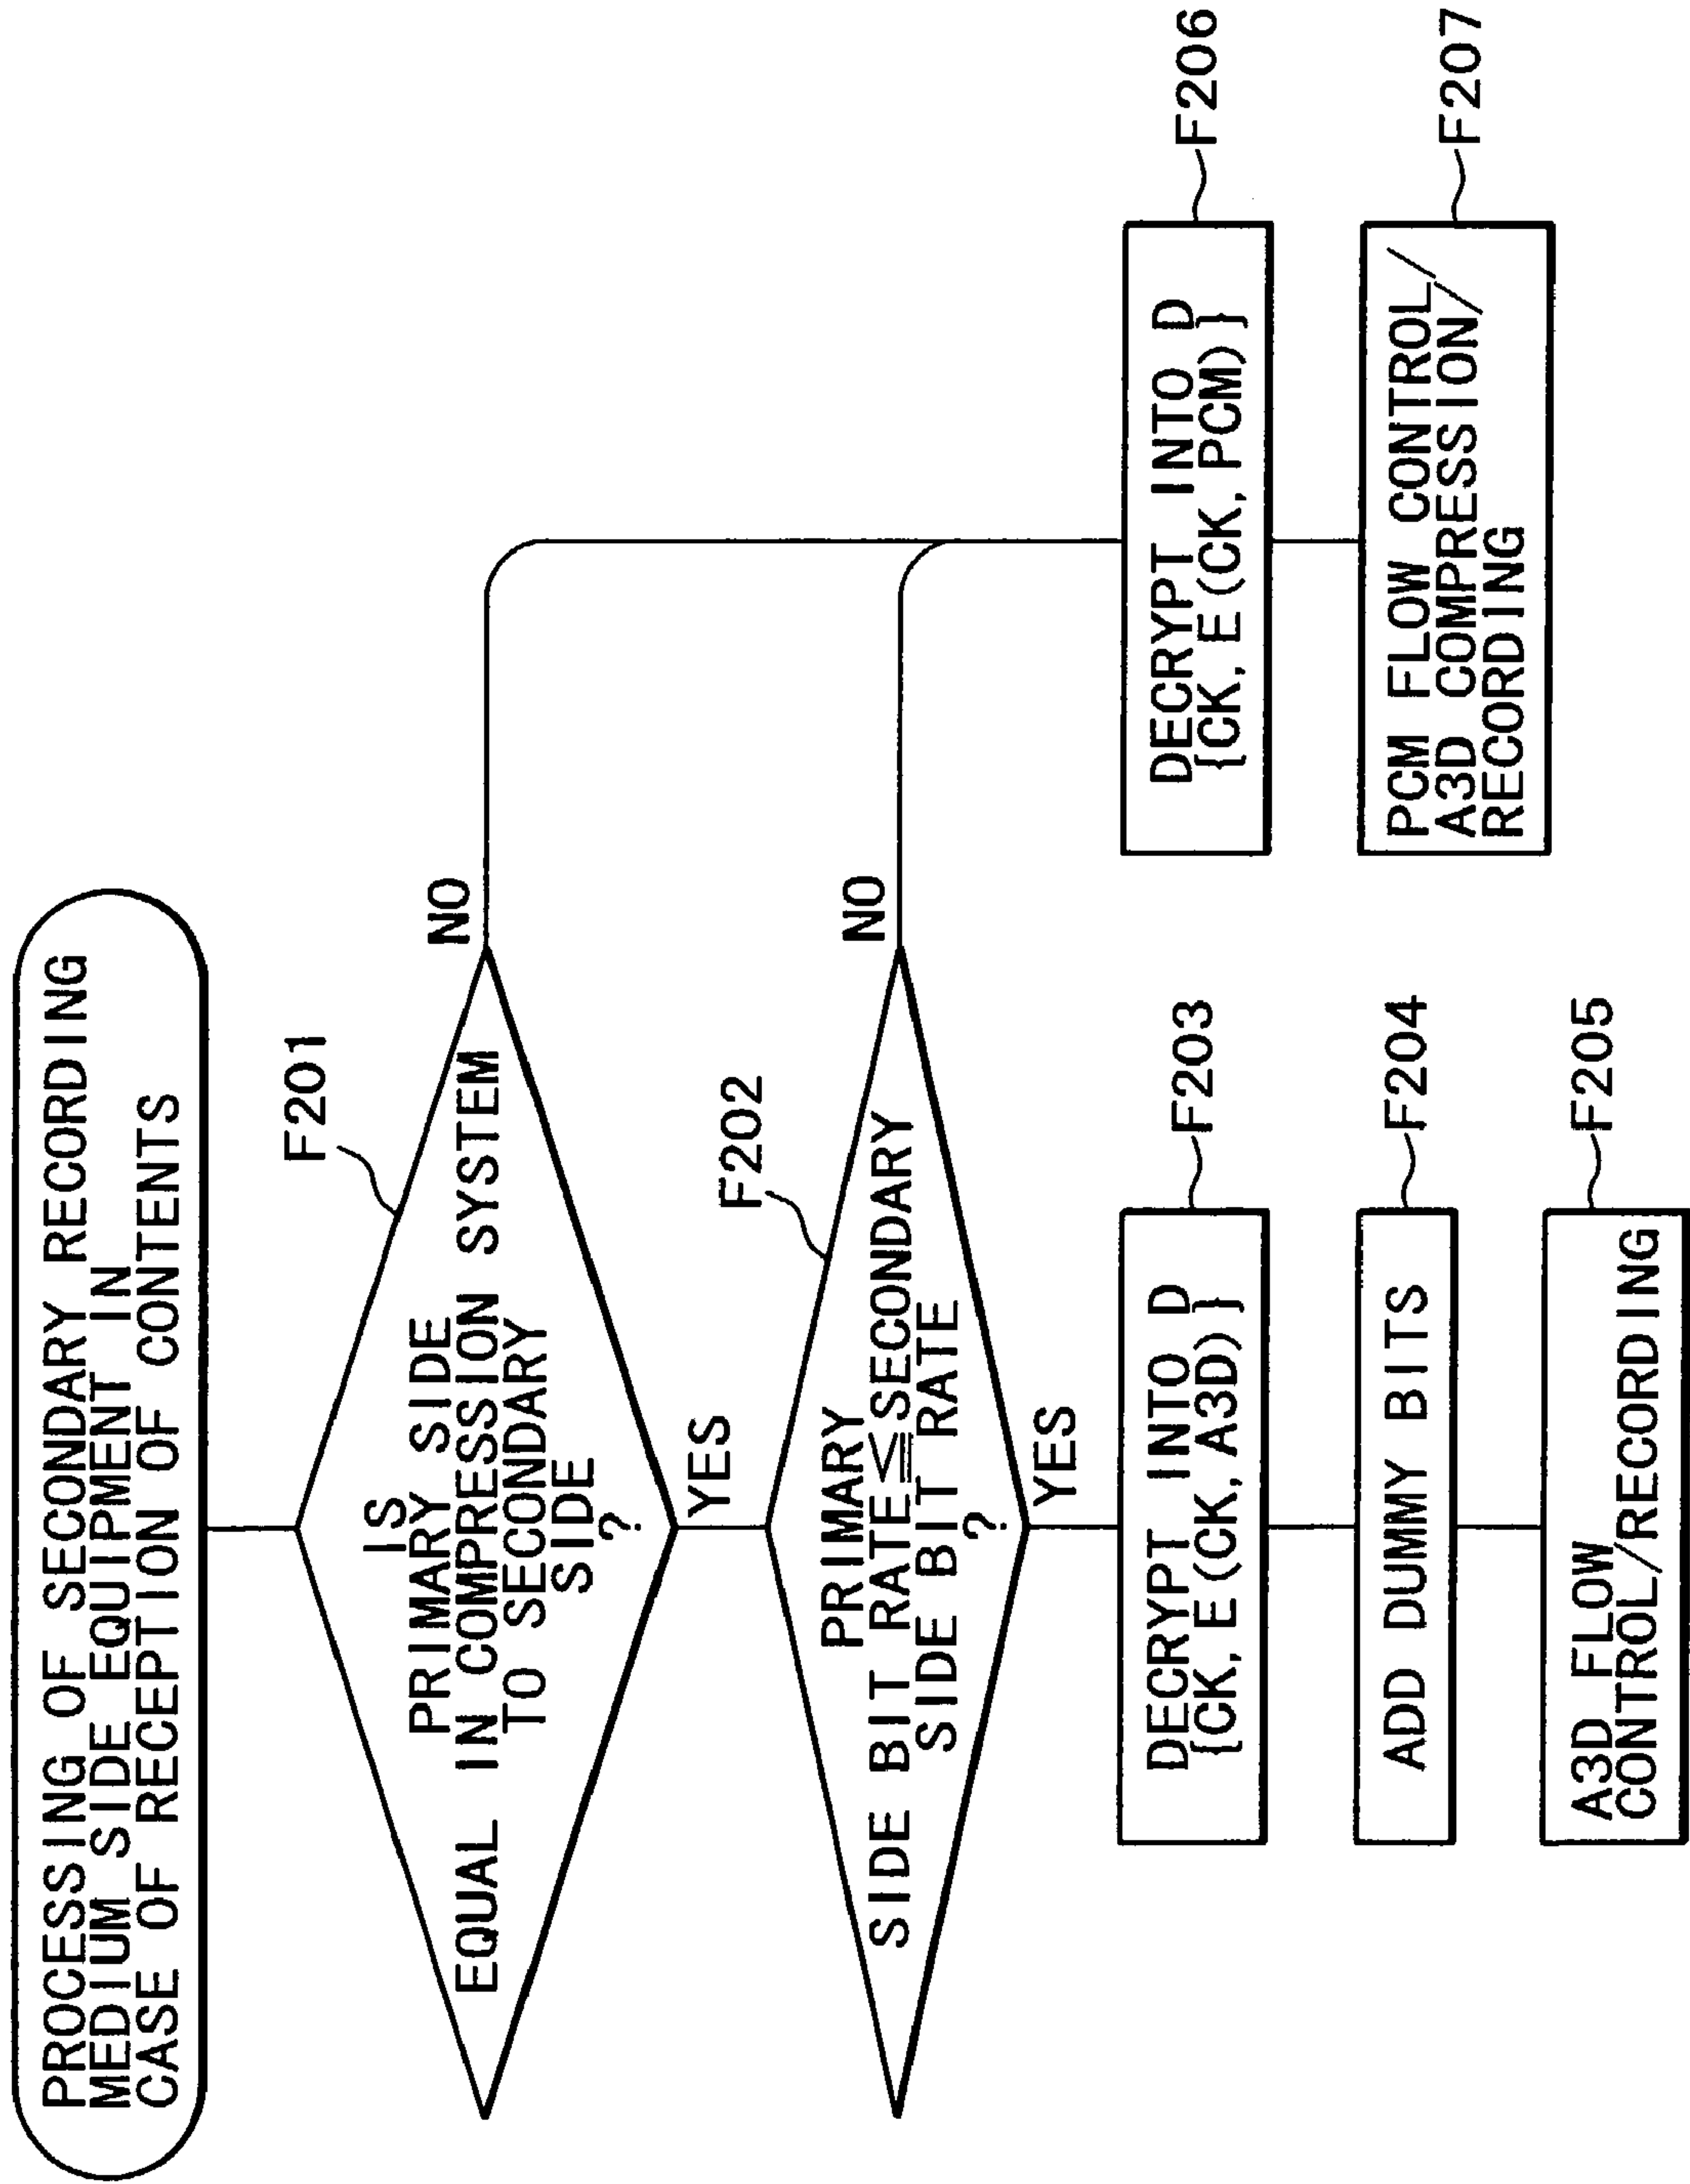 PROCESSING OF SECONDARY RECORDING
MEDIUM SIDE EQUIPMENT IN
CASE OF RECEPTION OF CONTENTS
F201
IS
PRIMARY SIDE
EQUAL IN COMPRESSION SYSTEM
TO SECONDARY
SIDE
?
NO
YES
F202
PRIMARY
SIDE BIT RATE≦SECONDARY
SIDE BIT RATE
?
NO
YES
DECRYPT INTO D
{CK,E(CK,A3D)}
F203
ADD DUMMY BITS
F204
A3D FLOW
CONTROL/RECORDING
F205
DECRYPT INTO D
{CK,E(CK,PCM)}
F206
PCM FLOW CONTROL/
A3D COMPRESSION/
RECORDING
F207